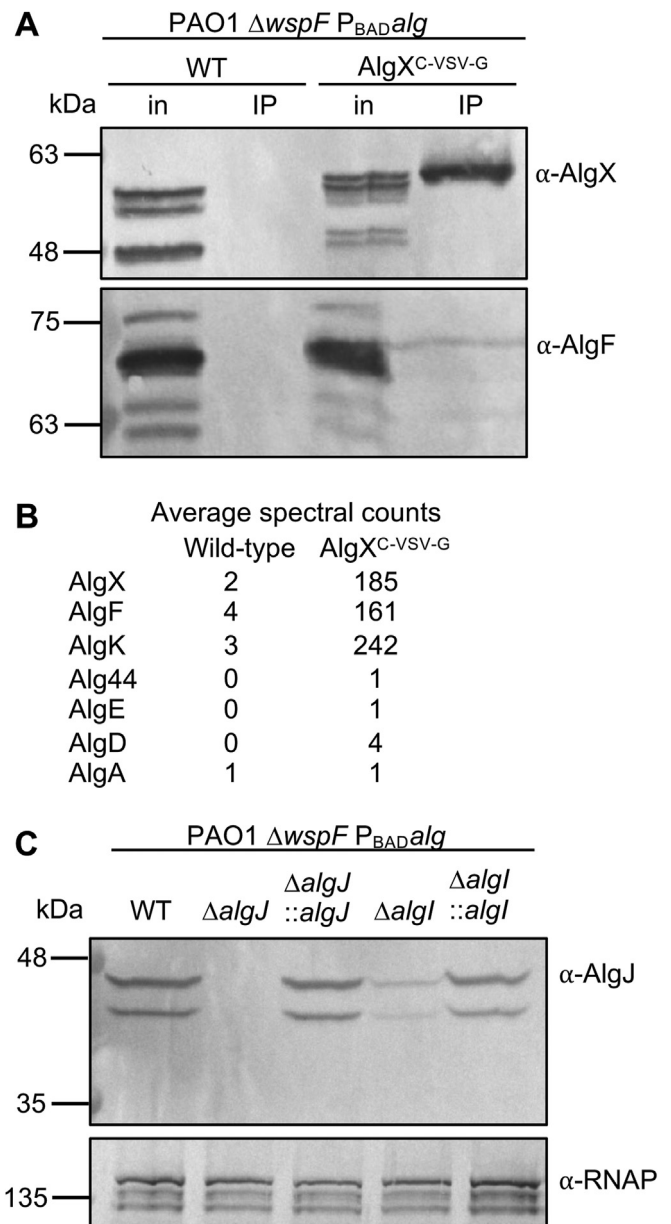 A
PAO1 ΔwspF PBADalg
WT AlgXC-VSV-G
kDa in IP in IP
63
α-AlgX
48
75
α-AlgF
63
B
Average spectral counts
Wild-type AlgXC-VSV-G
AlgX 2 185
AlgF 4 161
AlgK 3 242
Alg44 0 1
AlgE 0 1
AlgD 0 4
AlgA 1 1
C
PAO1 ΔwspF PBADalg
kDa WT ΔalgJ ΔalgJ ::algJ ΔalgI ΔalgI ::algI
48
α-AlgJ
35
α-RNAP
135